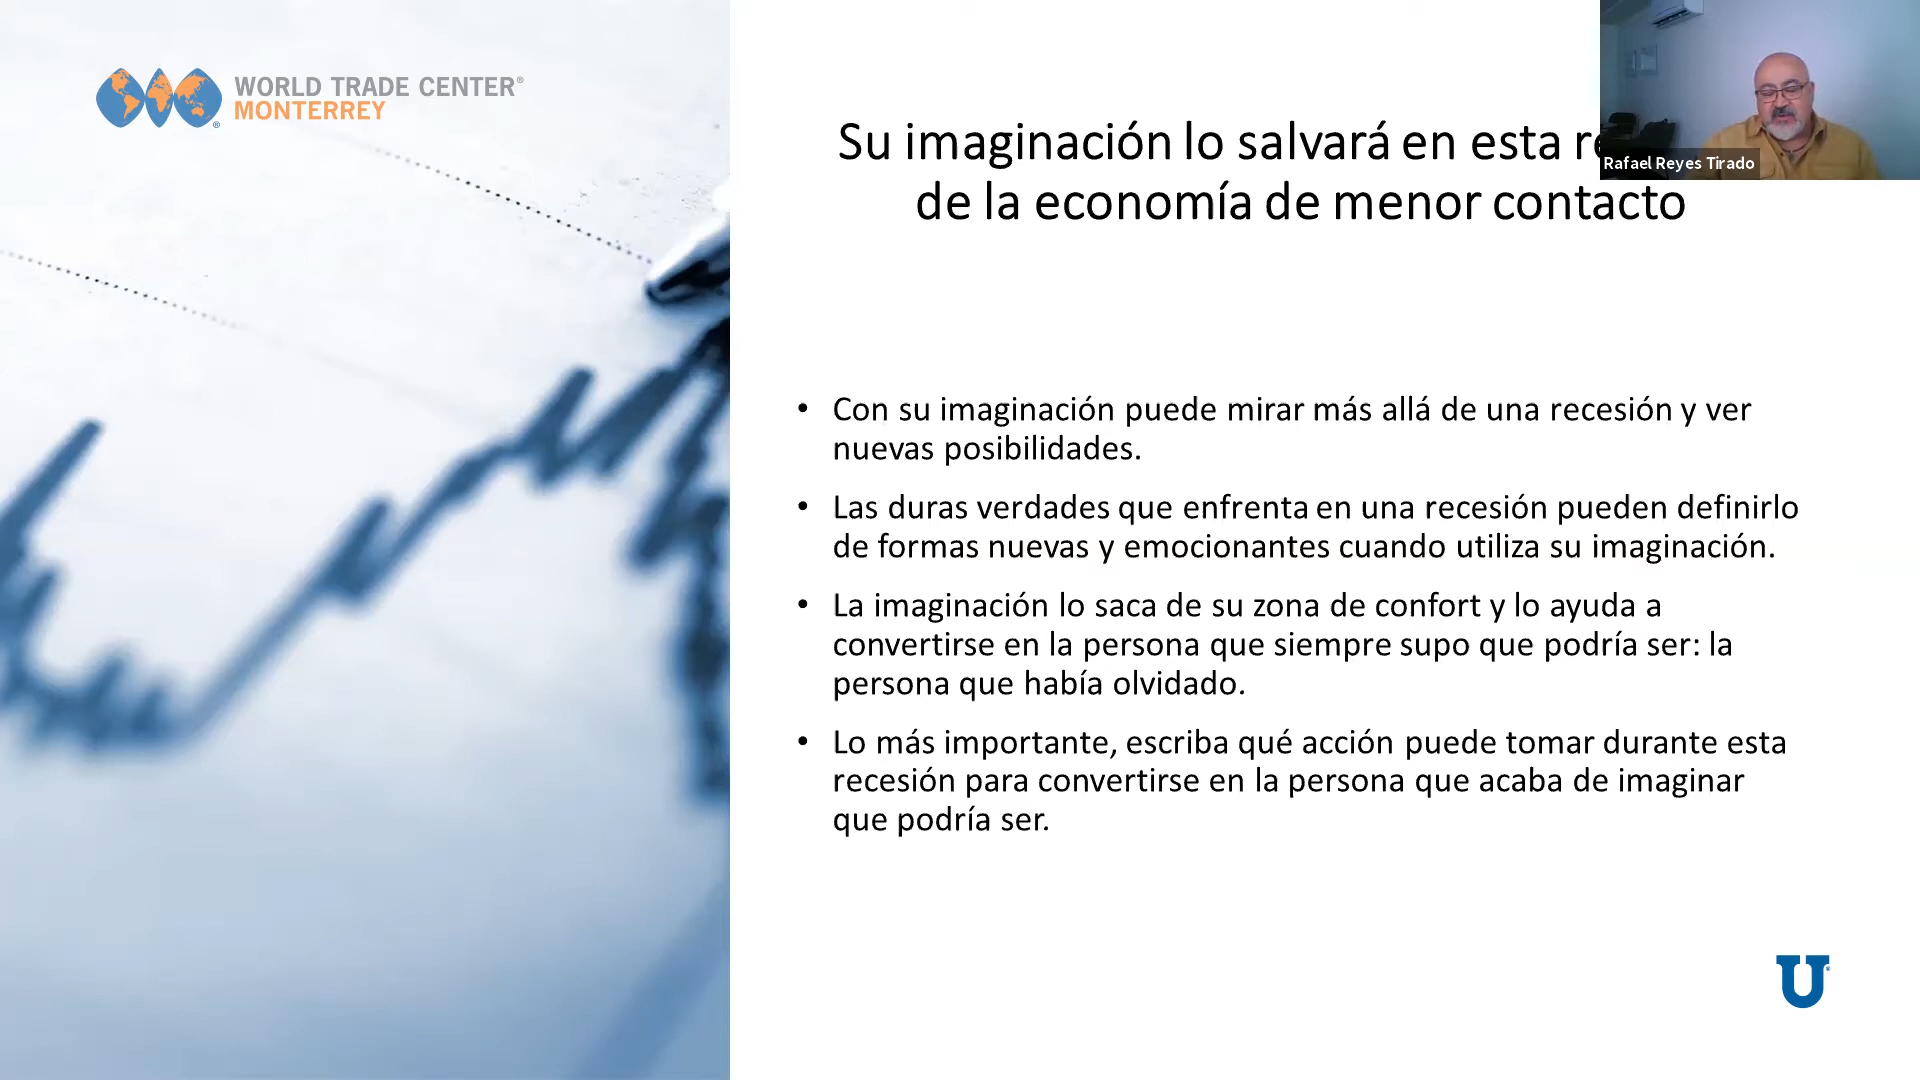 WORLD TRADE CENTER®
MONTERREY
Su imaginación lo salvará en esta
de la economía de menor contacto
Rafael Reyes Tirado
• Con su imaginación puede mirar más allá de una recesión y ver
nuevas posibilidades.
• Las duras verdades que enfrenta en una recesión pueden definirlo
de formas nuevas y emocionantes cuando utiliza su imaginación.
• La imaginación lo saca de su zona de confort y lo ayuda a
convertirse en la persona que siempre supo que podría ser: la
persona que había olvidado.
• Lo más importante, escriba qué acción puede tomar durante esta
recesión para convertirse en la persona que acaba de imaginar
que podría ser.
U